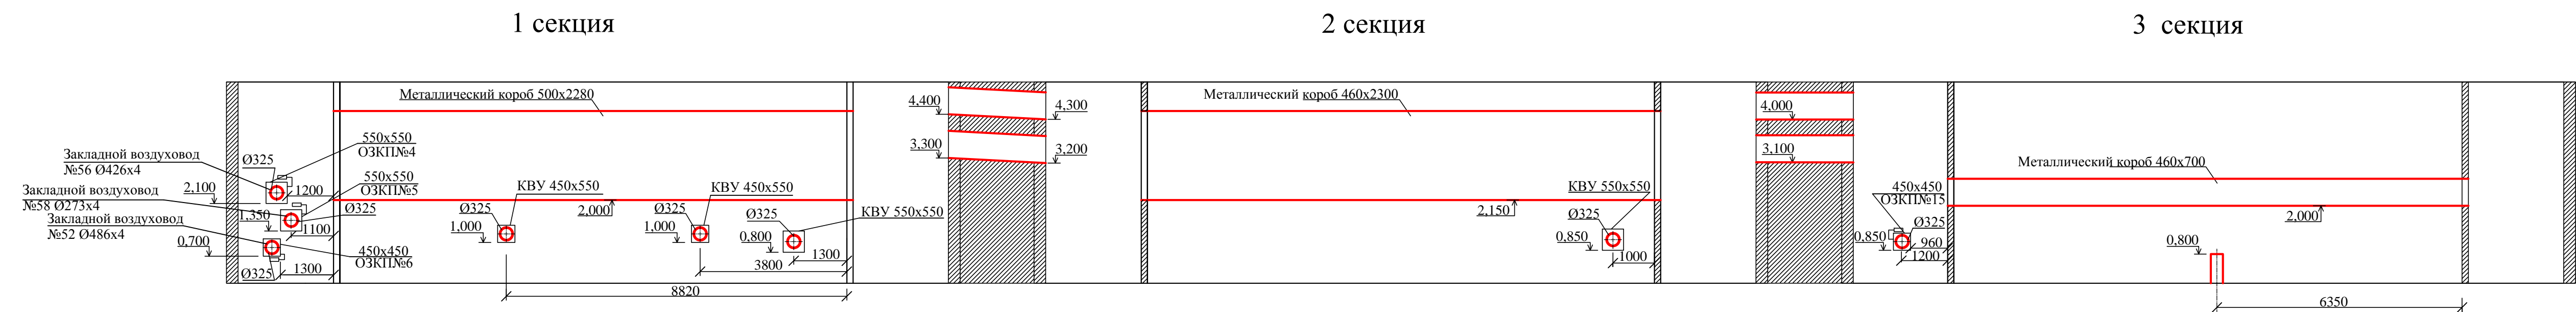 1 секция
Металлический короб 500х2280
550х550
ОЗКП№4
Закладной воздуховод
№56 Ø426х4
Ø325
550х550
ОЗКП№5
2,100
1200
Закладной воздуховод
№58 Ø273х4
1,350
Ø325
Закладной воздуховод
№52 Ø486х4
1100
0,700
450х450
ОЗКП№6
Ø325
1300
КВУ 450х550
Ø325
1,000
2,000
КВУ 450х550
Ø325
1,000
Ø325
КВУ 550х550
0,800
1300
3800
8820
4,400
4,300
3,300
3,200
2 секция
Металлический короб 460х2300
КВУ 550х550
2,150
Ø325
0,850
1000
4,000
3,100
3 секция
Металлический короб 460х700
450х450
ОЗКП№15
Ø325
0,850
960
1200
2,000
0,800
6350